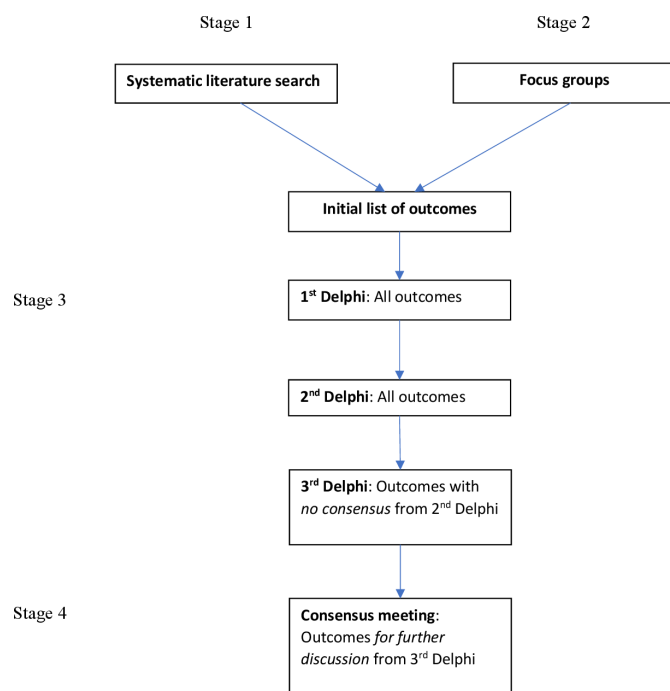 Stage 1
Stage 2
Systematic literature search
Focus groups
Initial list of outcomes
Stage 3
1st Delphi: All outcomes
2nd Delphi: All outcomes
3rd Delphi: Outcomes with
no consensus from 2nd Delphi
Stage 4
Consensus meeting:
Outcomes for further
discussion from 3rd Delphi